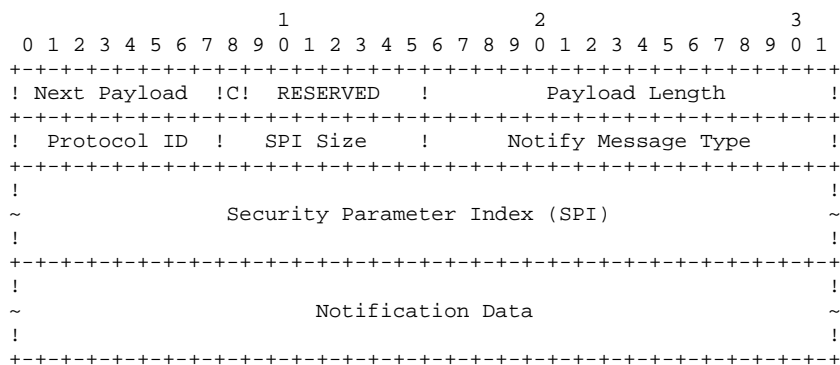 1                   2                   3
 0 1 2 3 4 5 6 7 8 9 0 1 2 3 4 5 6 7 8 9 0 1 2 3 4 5 6 7 8 9 0 1
+-+-+-+-+-+-+-+-+-+-+-+-+-+-+-+-+-+-+-+-+-+-+-+-+-+-+-+-+-+-+-+-+
! Next Payload  !C!  RESERVED   !         Payload Length        !
+-+-+-+-+-+-+-+-+-+-+-+-+-+-+-+-+-+-+-+-+-+-+-+-+-+-+-+-+-+-+-+-+
!  Protocol ID  !   SPI Size    !      Notify Message Type      !
+-+-+-+-+-+-+-+-+-+-+-+-+-+-+-+-+-+-+-+-+-+-+-+-+-+-+-+-+-+-+-+-+
!                                                               !
~                Security Parameter Index (SPI)                 ~
!                                                               !
+-+-+-+-+-+-+-+-+-+-+-+-+-+-+-+-+-+-+-+-+-+-+-+-+-+-+-+-+-+-+-+-+
!                                                               !
~                       Notification Data                       ~
!                                                               !
+-+-+-+-+-+-+-+-+-+-+-+-+-+-+-+-+-+-+-+-+-+-+-+-+-+-+-+-+-+-+-+-+